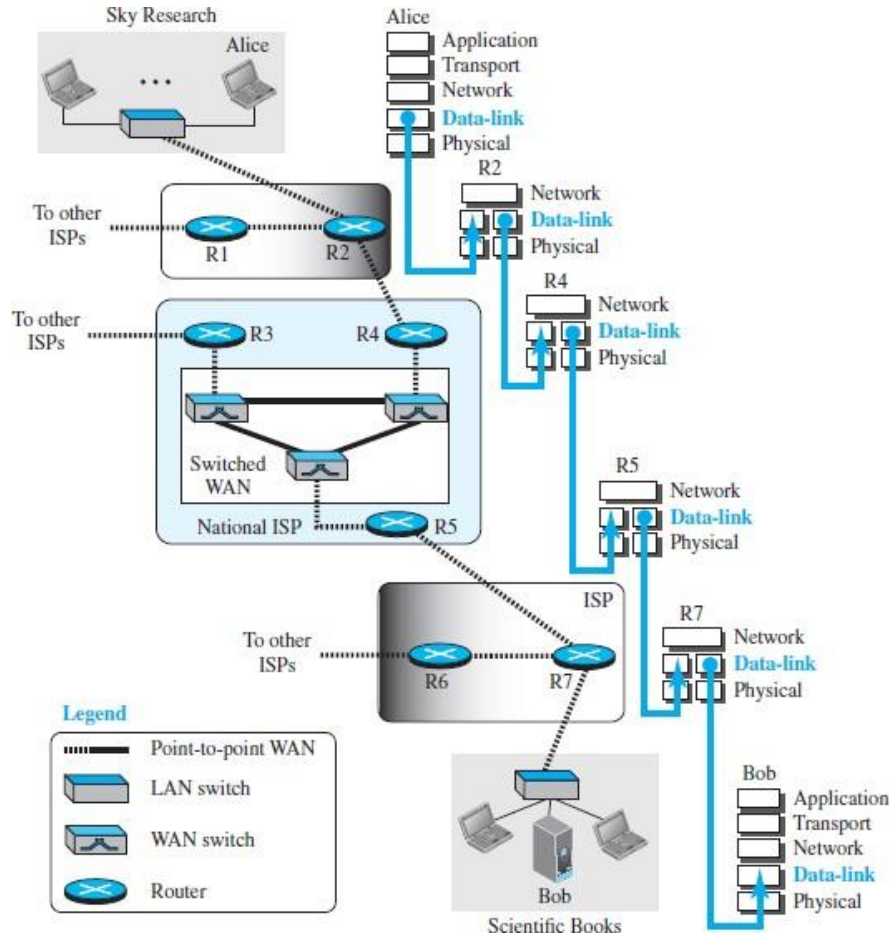 Sky Research
Alice
Alice
Application
Transport
Network
Data-link
Physical
R2
Network
Data-link
Physical
To other
ISPs
R1
R2
R4
Network
Data-link
Physical
To other
ISPs
R3
R4
Switched
WAN
National ISP
R5
R5
Network
Data-link
Physical
ISP
To other
ISPs
R6
R7
R7
Network
Data-link
Physical
Legend
Point-to-point WAN
LAN switch
WAN switch
Router
Bob
Scientific Books
Bob
Application
Transport
Network
Data-link
Physical